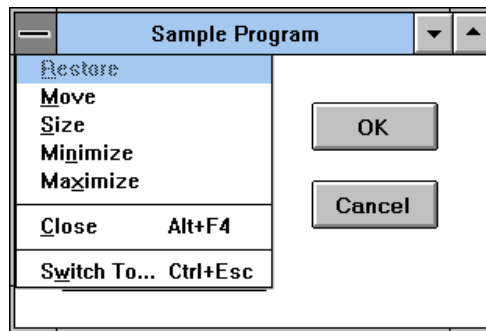 Sample Program
Restore
Move
Size
Minimize
Maximize
Close Alt+F4
Switch To... Ctrl+Esc
OK
Cancel